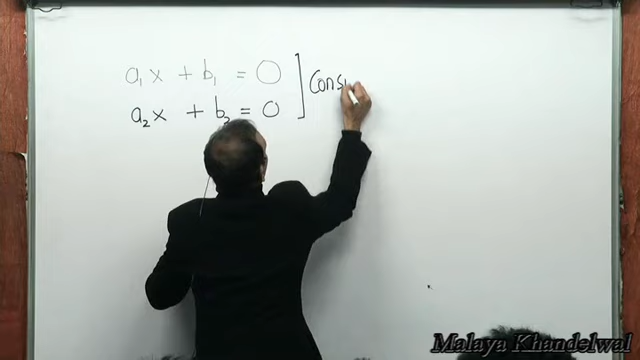 a₁x + b₁ = 0 ] Cons
a₂x + b₂ = 0
Malaya Khandelwal